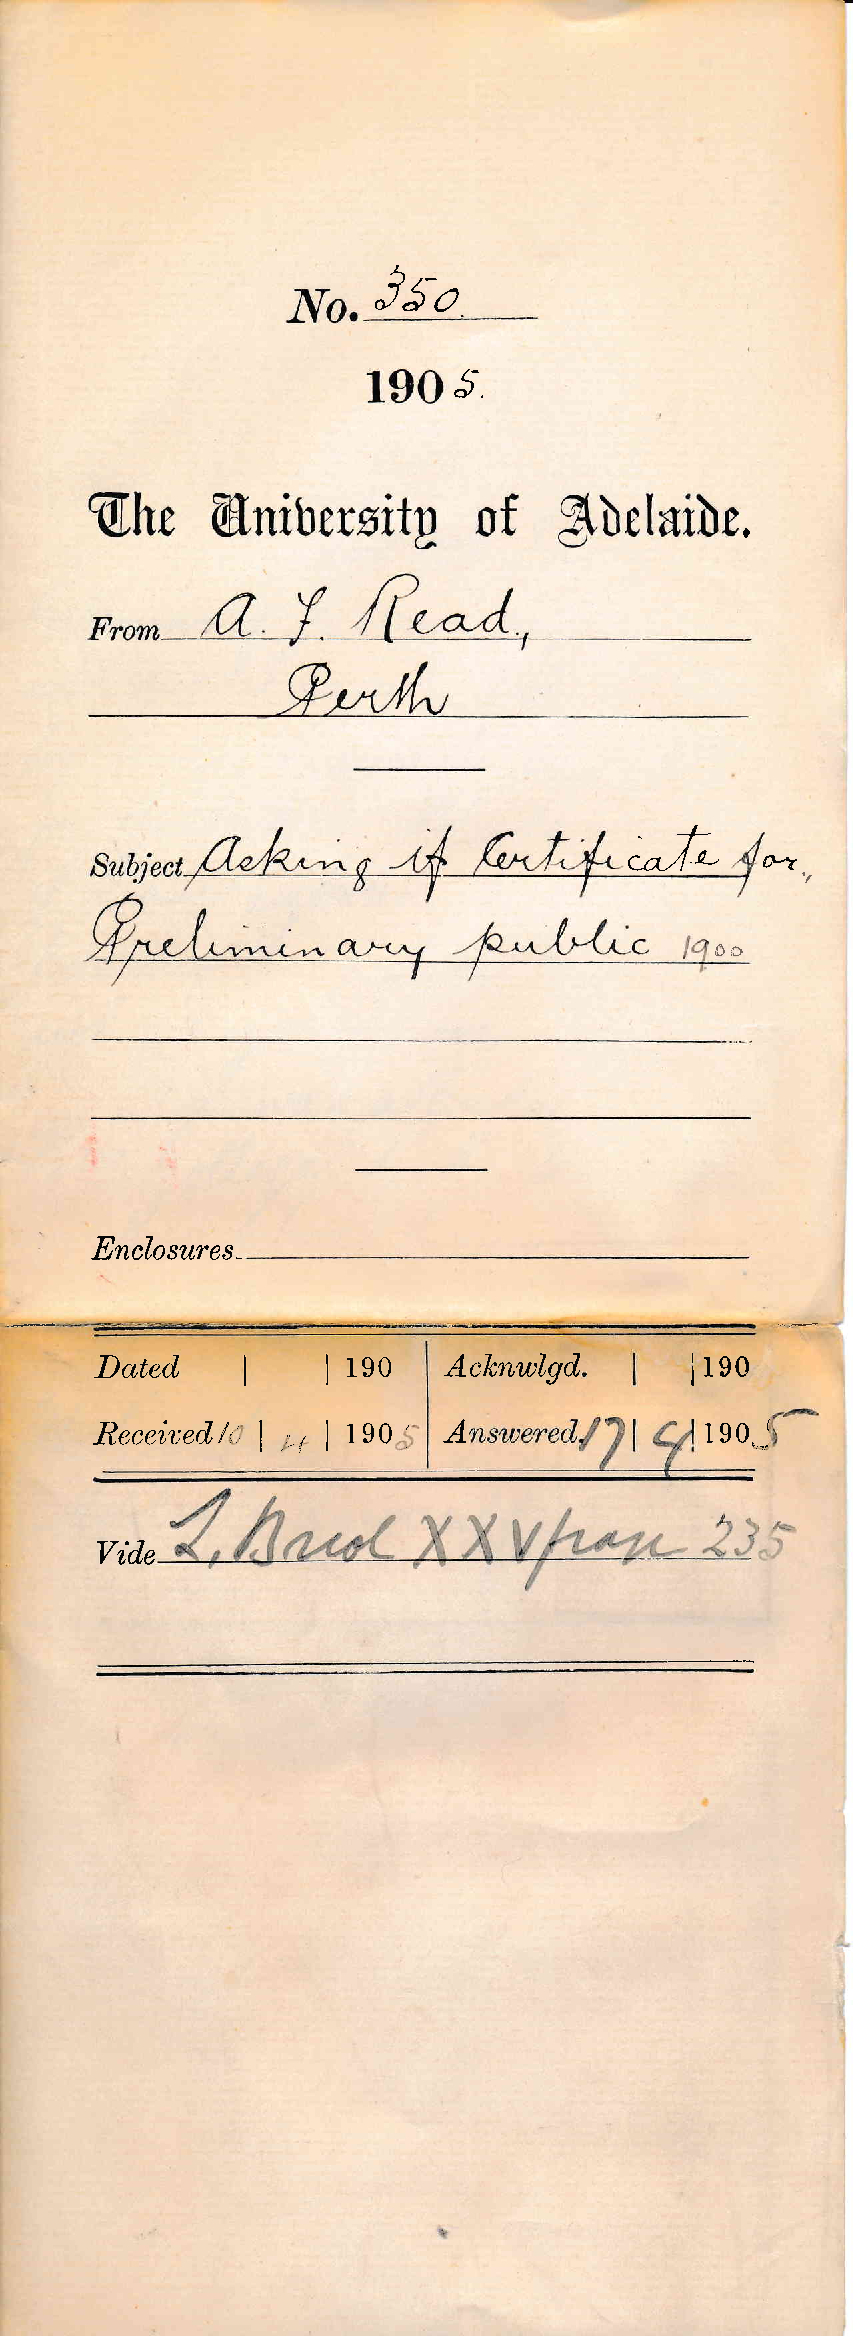 No. 350.
1905.
The University of Adelaide.
From A. F. Read,
Perth
Subject Asking if Certificate for
Preliminary public 1900
Enclosures
Dated | | 190 Acknwlgd. | | 190
Received 10 | 4 | 1905 Answered 17 | 4 | 1905
Vide L. XXV page 235